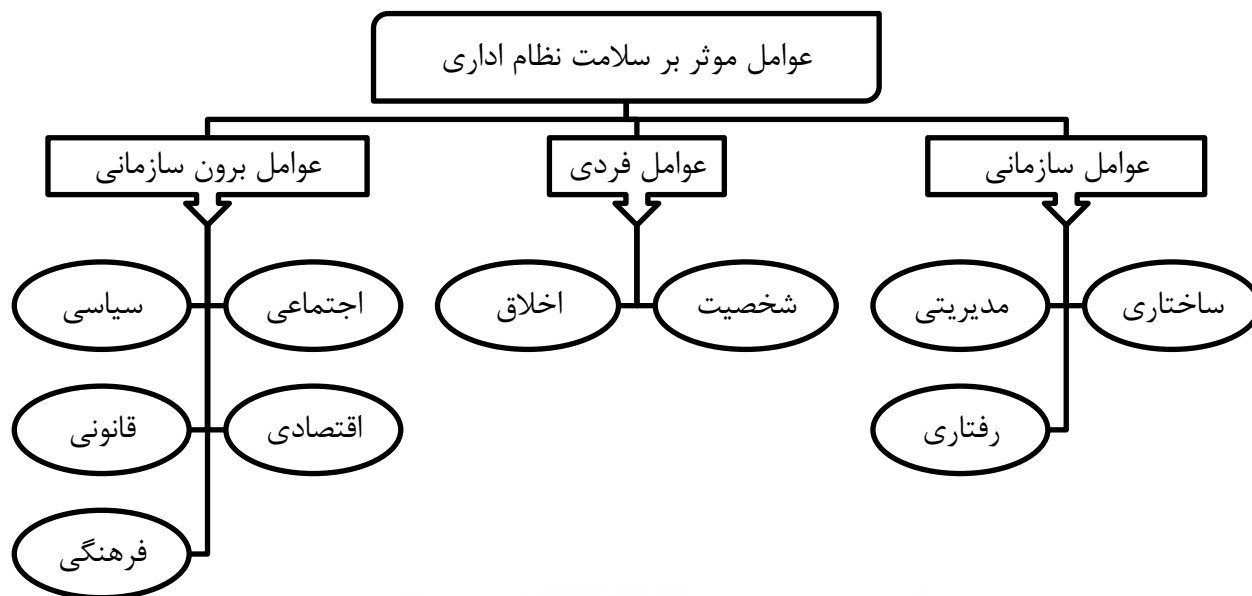 عوامل موثر بر سلامت نظام اداری
عوامل سازمانی
عوامل فردی
عوامل برون سازمانی
ساختاری
مدیریتی
شخصیت
اخلاق
اجتماعی
سیاسی
رفتاری
اقتصادی
قانونی
فرهنگی